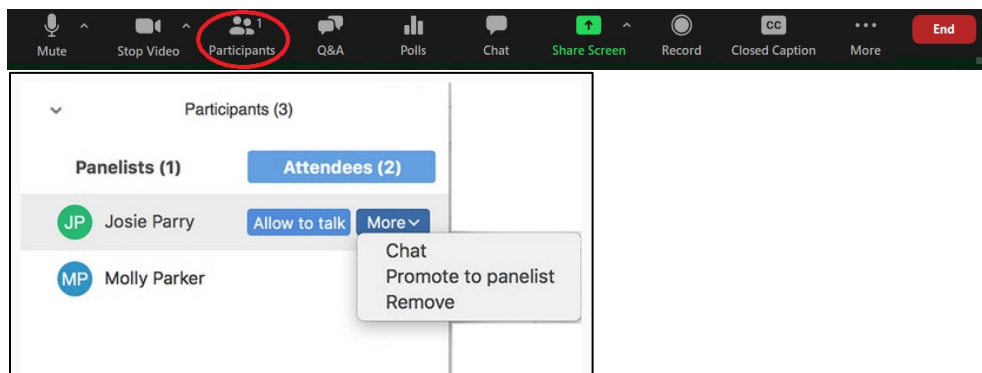 1
Mute Stop Video Participants Q&A Polls Chat Share Screen Record Closed Caption More End
CC
Participants (3)
Panelists (1) Attendees (2)
JP Josie Parry Allow to talk More
Chat
MP Molly Parker Promote to panelist
Remove